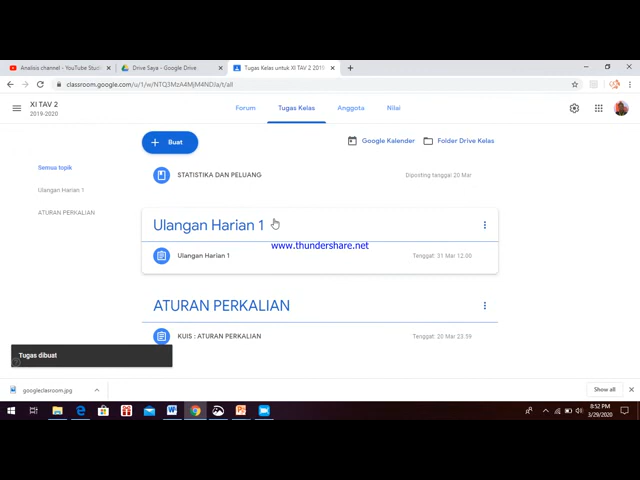 Analisis channel - YouTube Studi
Drive Saya - Google Drive
Tugas Kelas untuk XI TAV 2 2019
classroom.google.com/u/1/w/NTQ3MzA4MjM4NDJa/t/all
XI TAV 2
2019-2020
Forum
Tugas Kelas
Anggota
Nilai
Buat
Google Kalender
Folder Drive Kelas
Semua topik
Ulangan Harian 1
ATURAN PERKALIAN
STATISTIKA DAN PELUANG
Diposting tanggal 20 Mar
Ulangan Harian 1
www.thundershare.net
Ulangan Harian 1
Tenggat: 31 Mar 12.00
ATURAN PERKALIAN
KUIS : ATURAN PERKALIAN
Tenggat: 20 Mar 23.59
Tugas dibuat
googleclasroom.jpg
Show all
8:52 PM
3/29/2020